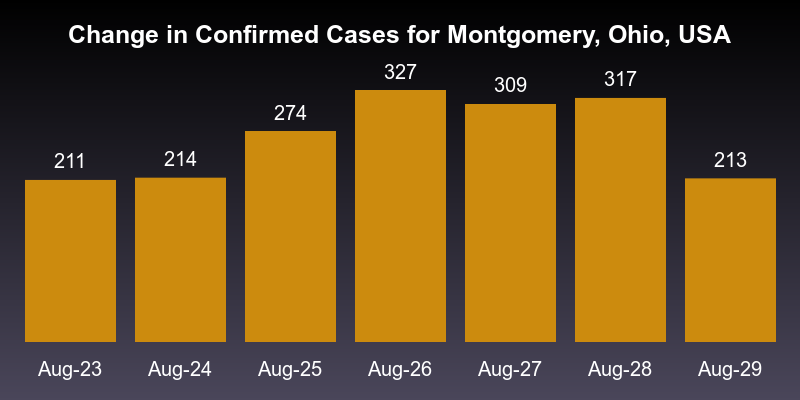 Change in Confirmed Cases for Montgomery, Ohio, USA
211 214 274 327 309 317 213
Aug-23 Aug-24 Aug-25 Aug-26 Aug-27 Aug-28 Aug-29